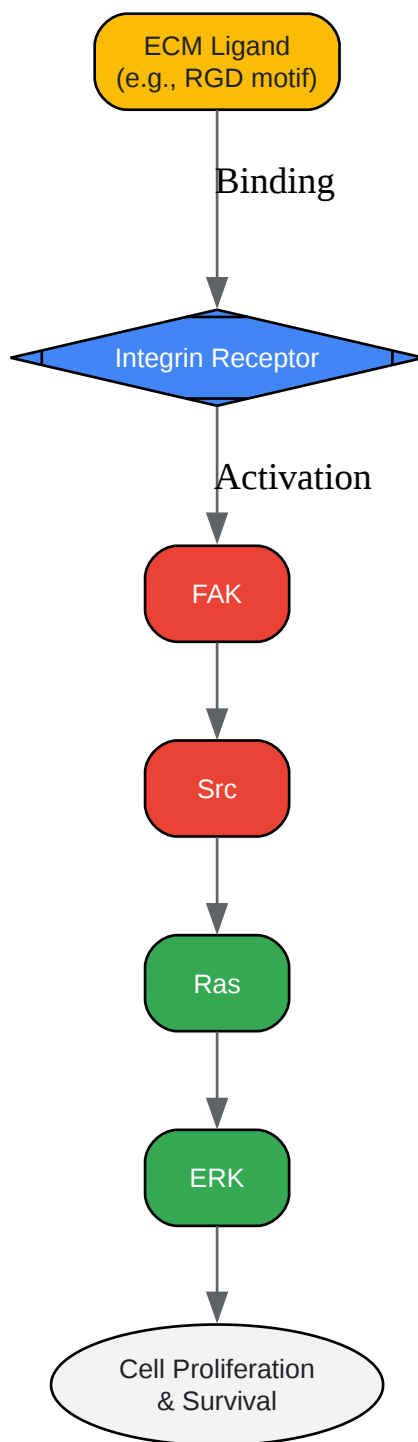 ECM Ligand
(e.g., RGD motif)
Binding
Integrin Receptor
Activation
FAK
Src
Ras
ERK
Cell Proliferation
& Survival